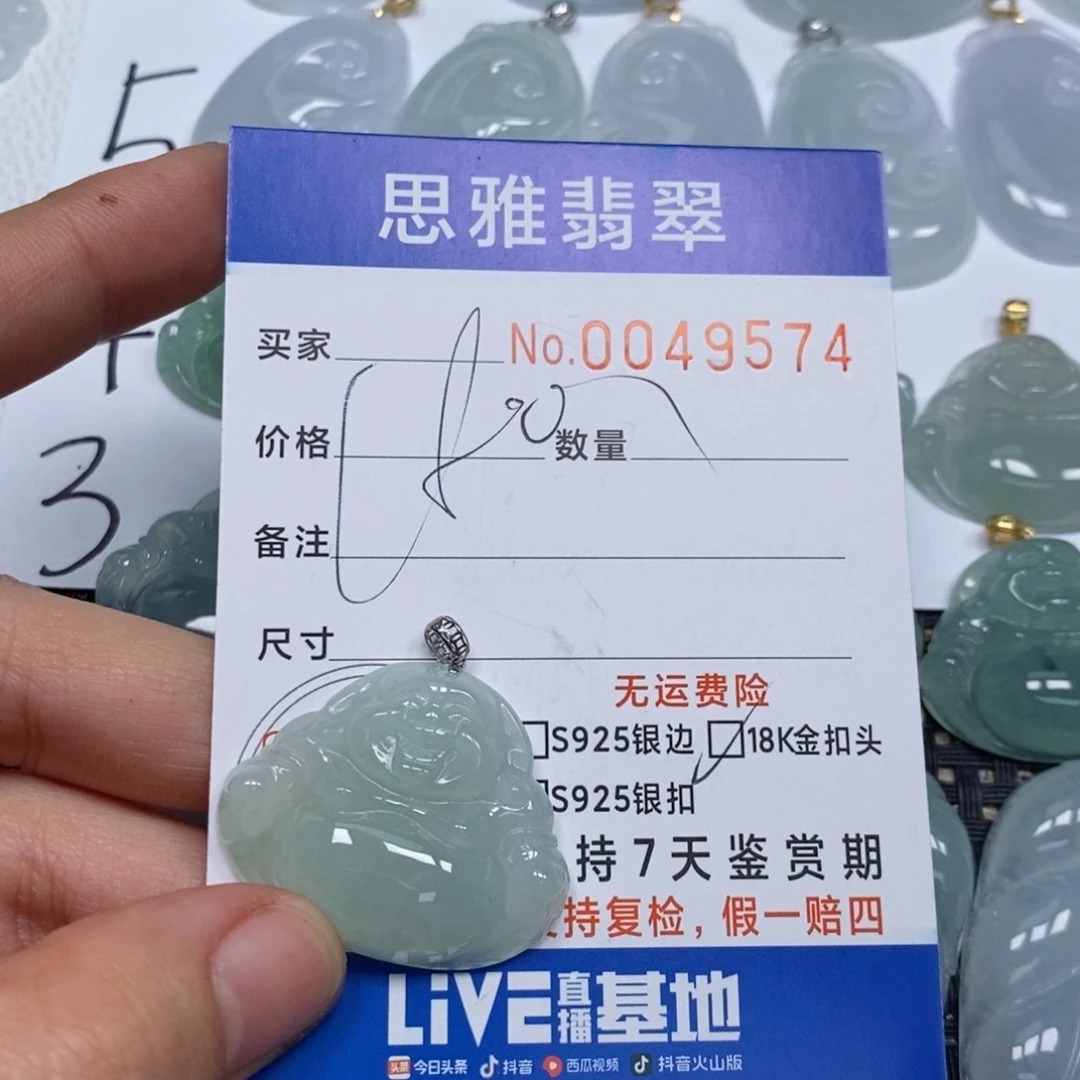 思雅翡翠
买家 No.0049574
价格 数量
备注
尺寸
无运费险
S925银边 18K金扣头
S925银扣
持7天鉴赏期
持复检，假一赔四
LiVE直播基地
头条 今日头条 抖音 西瓜视频 抖音火山版
5
3